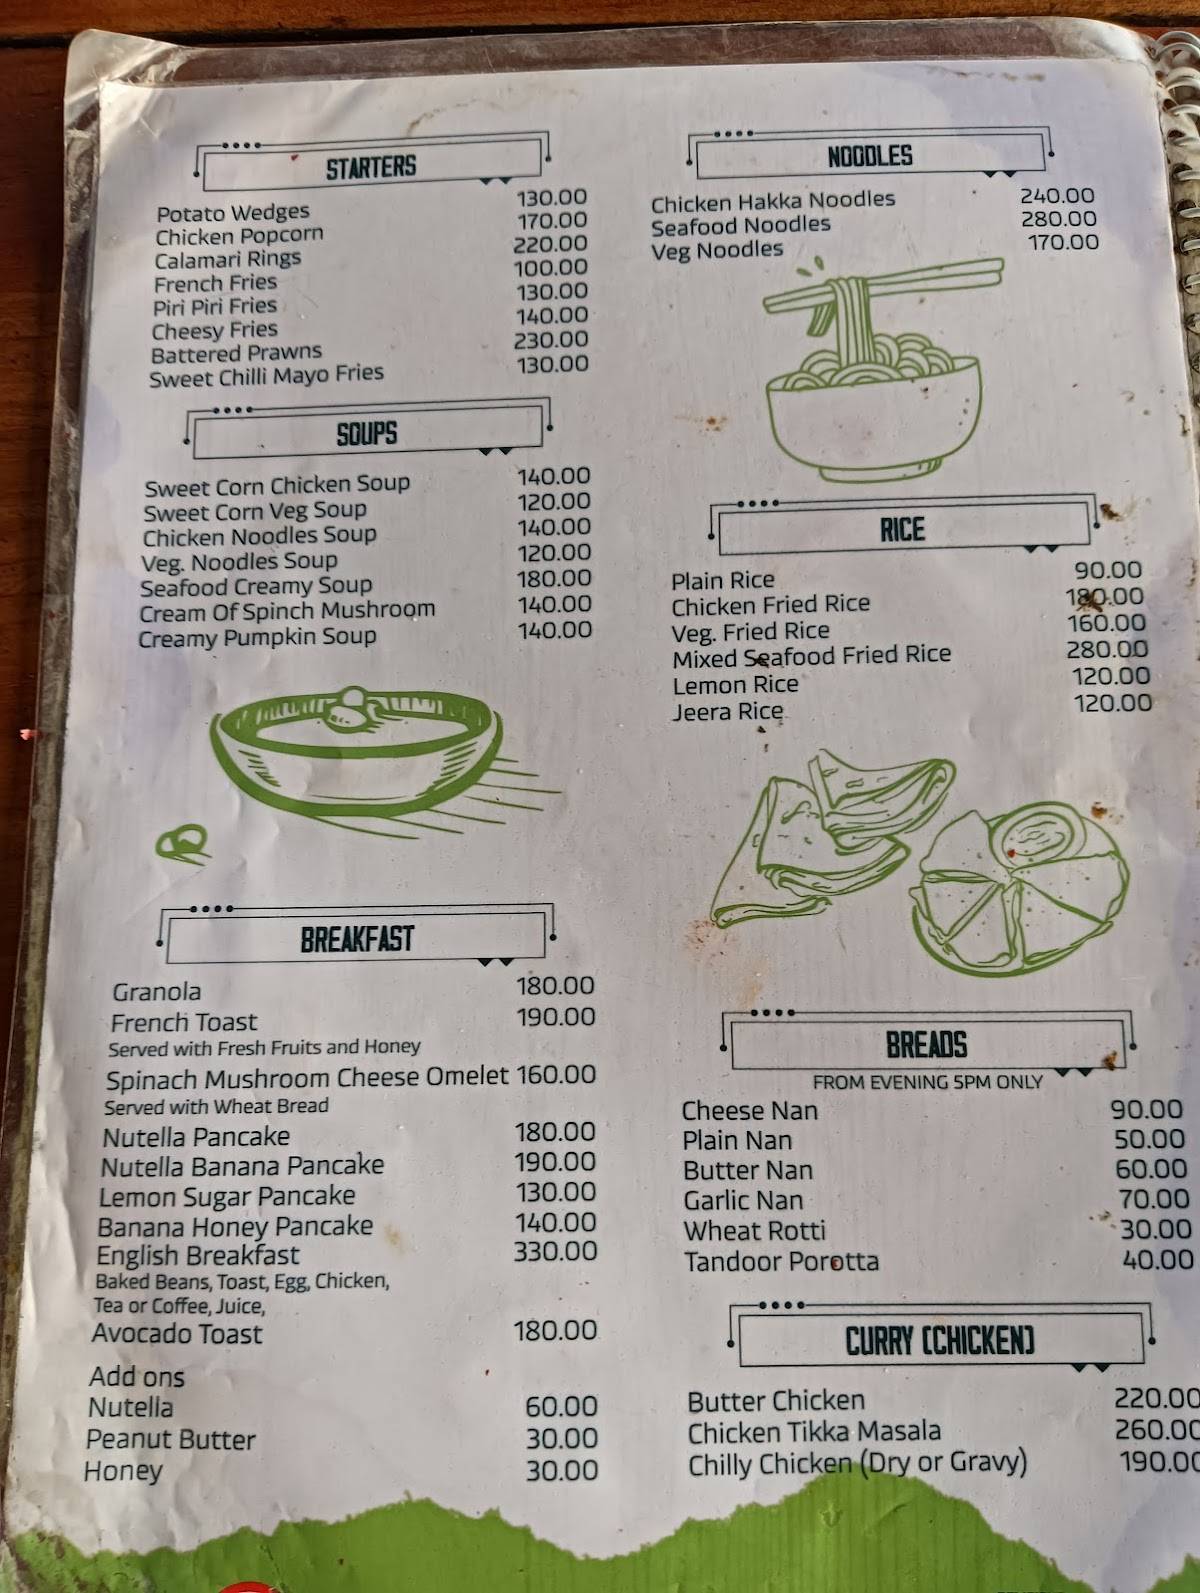 STARTERS
Potato Wedges 130.00
Chicken Popcorn 170.00
Calamari Rings 220.00
French Fries 100.00
Piri Piri Fries 130.00
Cheesy Fries 140.00
Battered Prawns 230.00
Sweet Chilli Mayo Fries 130.00
SOUPS
Sweet Corn Chicken Soup 140.00
Sweet Corn Veg Soup 120.00
Chicken Noodles Soup 140.00
Veg. Noodles Soup 120.00
Seafood Creamy Soup 180.00
Cream Of Spinch Mushroom 140.00
Creamy Pumpkin Soup 140.00
BREAKFAST
Granola 180.00
French Toast 190.00
Served with Fresh Fruits and Honey
Spinach Mushroom Cheese Omelet 160.00
Served with Wheat Bread
Nutella Pancake 180.00
Nutella Banana Pancake 190.00
Lemon Sugar Pancake 130.00
Banana Honey Pancake 140.00
English Breakfast 330.00
Baked Beans, Toast, Egg, Chicken,
Tea or Coffee, Juice,
Avocado Toast 180.00
Add ons
Nutella 60.00
Peanut Butter 30.00
Honey 30.00
NOODLES
Chicken Hakka Noodles 240.00
Seafood Noodles 280.00
Veg Noodles 170.00
RICE
Plain Rice 90.00
Chicken Fried Rice 180.00
Veg. Fried Rice 160.00
Mixed Seafood Fried Rice 280.00
Lemon Rice 120.00
Jeera Rice 120.00
BREADS
FROM EVENING 5PM ONLY
Cheese Nan 90.00
Plain Nan 50.00
Butter Nan 60.00
Garlic Nan 70.00
Wheat Rotti 30.00
Tandoor Porotta 40.00
CURRY (CHICKEN)
Butter Chicken 220.00
Chicken Tikka Masala 260.00
Chilly Chicken (Dry or Gravy) 190.00